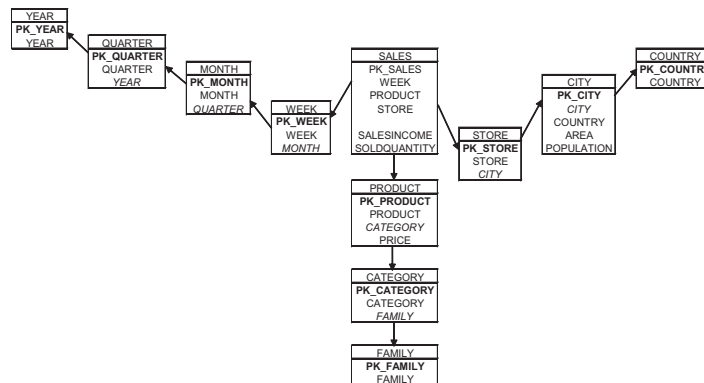 YEAR
PK_YEAR
YEAR
QUARTER
PK_QUARTER
QUARTER
YEAR
MONTH
PK_MONTH
MONTH
QUARTER
WEEK
PK_WEEK
WEEK
MONTH
SALES
PK_SALES
WEEK
PRODUCT
STORE
SALESINCOME
SOLDQUANTITY
STORE
PK_STORE
STORE
CITY
CITY
PK_CITY
CITY
COUNTRY
AREA
POPULATION
COUNTRY
PK_COUNTR
COUNTRY
PRODUCT
PK_PRODUCT
PRODUCT
CATEGORY
PRICE
CATEGORY
PK_CATEGORY
CATEGORY
FAMILY
FAMILY
PK_FAMILY
FAMILY